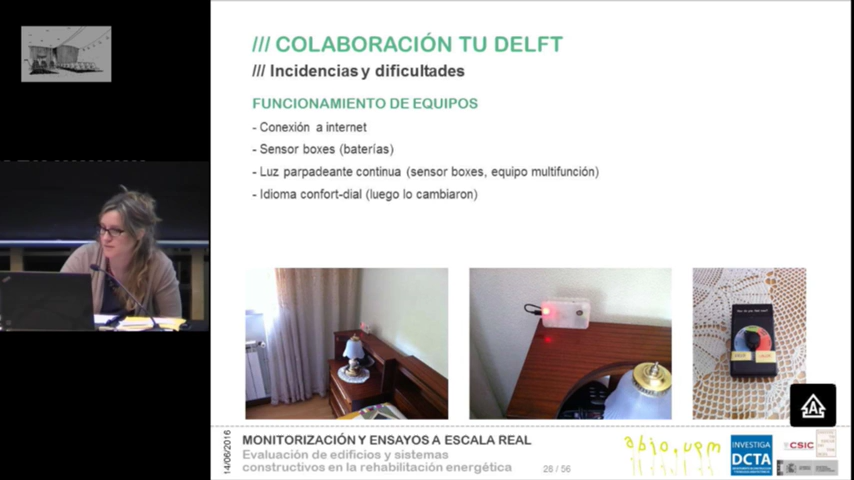 /// COLABORACIÓN TU DELFT
/// Incidencias y dificultades
FUNCIONAMIENTO DE EQUIPOS
- Conexión a internet
- Sensor boxes (baterías)
- Luz parpadeante continua (sensor boxes, equipo multifunción)
- Idioma confort-dial (luego lo cambiaron)
14/06/2016
MONITORIZACIÓN Y ENSAYOS A ESCALA REAL
Evaluación de edificios y sistemas
constructivos en la rehabilitación energética
28 / 56
abio.upm
INVESTIGA
DCTA
CSIC